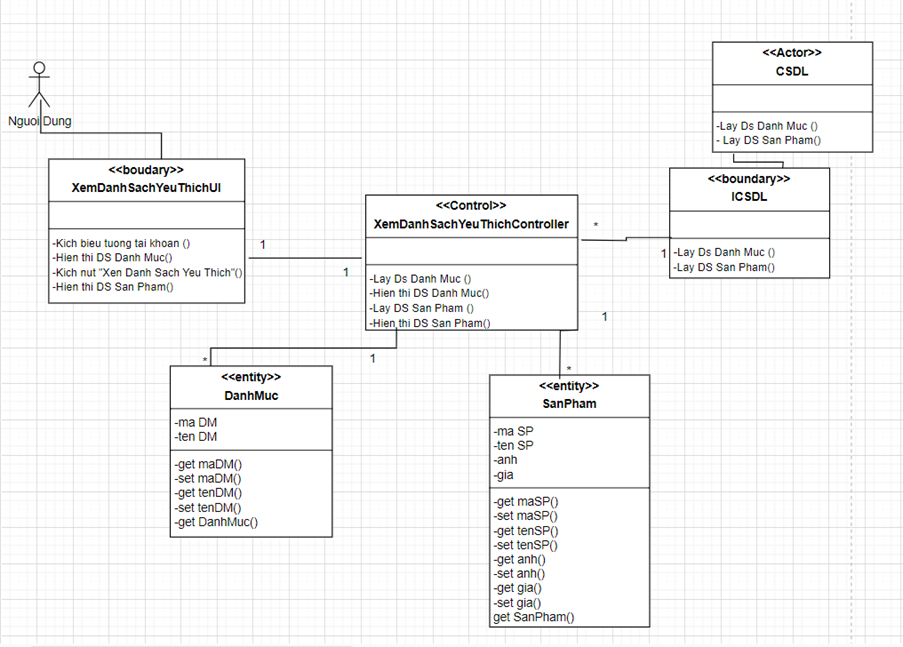 Nguoi Dung
<<boudary>>
XemDanhSachYeuThichUI
-Kich bieu tuong tai khoan ()
-Hien thi DS Danh Muc()
-Kich nut "Xen Danh Sach Yeu Thich"()
-Hien thi DS San Pham()
1
1
<<Control>>
XemDanhSachYeuThichController
-Lay Ds Danh Muc ()
-Hien thi DS Danh Muc()
-Lay DS San Pham ()
-Hien thi DS San Pham()
*
1
<<Actor>>
CSDL
-Lay Ds Danh Muc ()
- Lay DS San Pham()
<<boundary>>
ICSDL
-Lay DS Danh Muc ()
-Lay DS San Pham()
*
1
<<entity>>
DanhMuc
-ma DM
-ten DM
-get maDM()
-set maDM()
-get tenDM()
-set tenDM()
-get DanhMuc()
1
*
<<entity>>
SanPham
-ma SP
-ten SP
-anh
-gia
-get maSP()
-set maSP()
-get tenSP()
-set tenSP()
-get anh()
-set anh()
-get gia()
-set gia()
get SanPham()